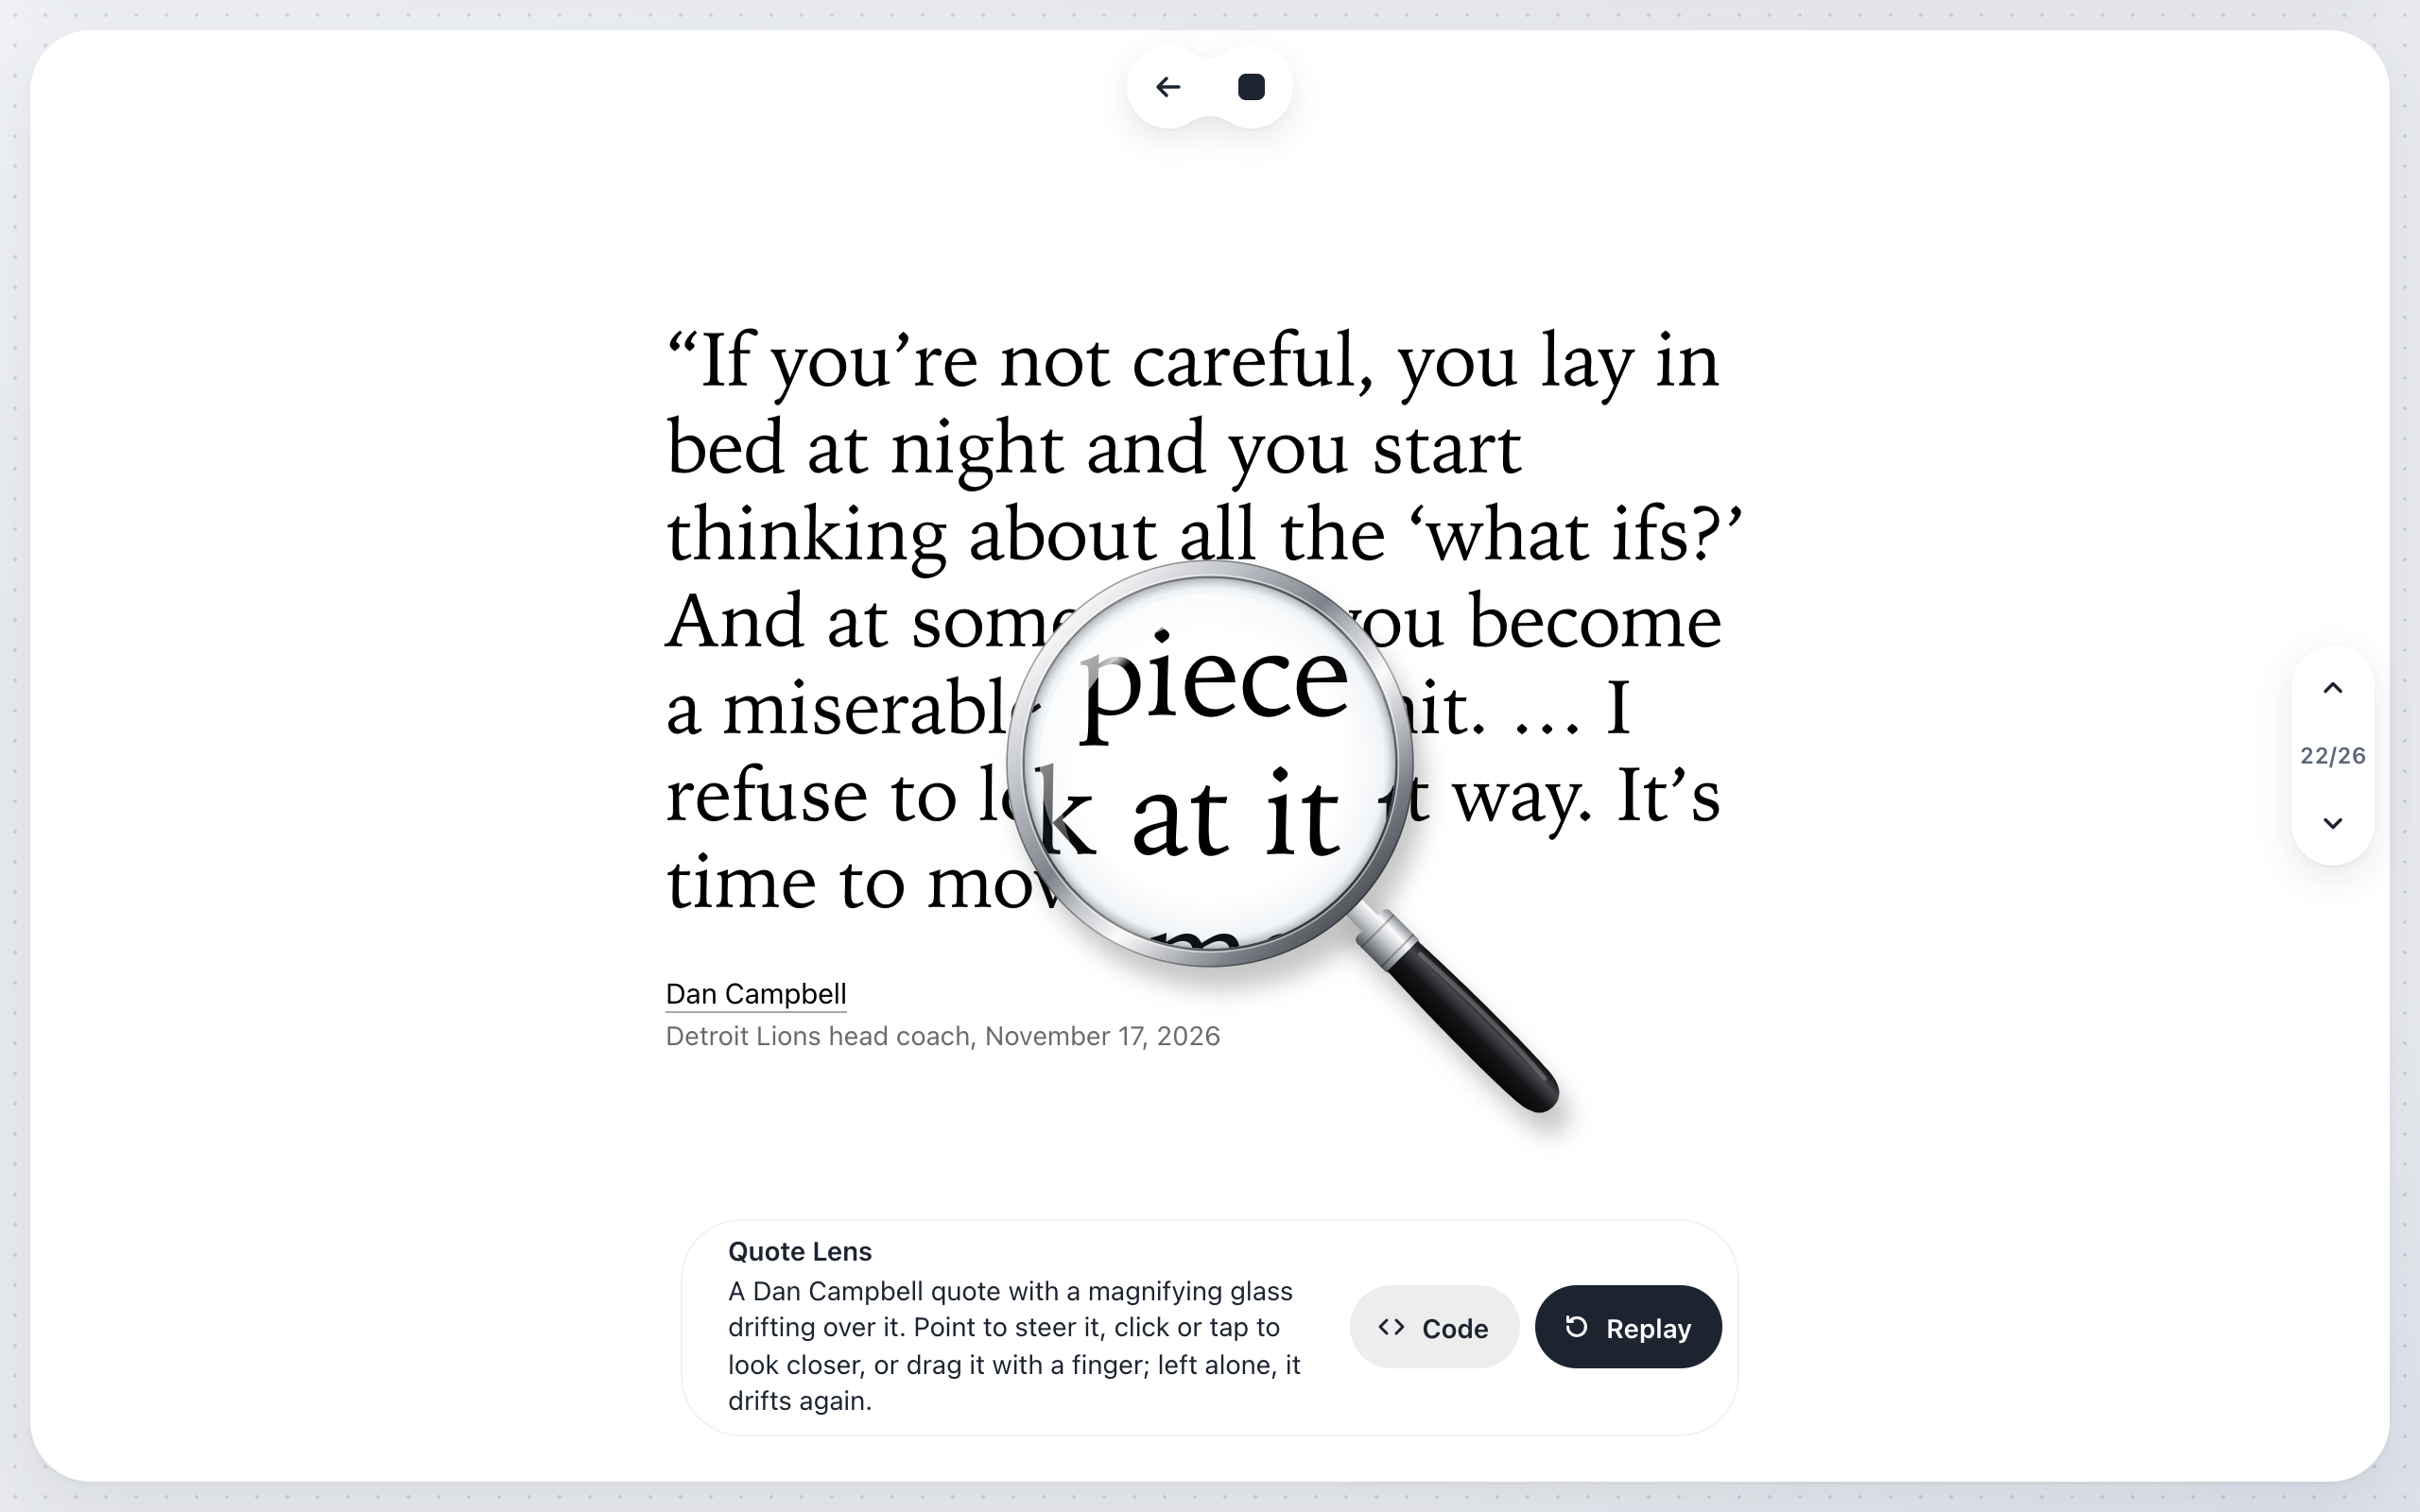 “If you’re not careful, you lay in
bed at night and you start
thinking about all the ‘what ifs?’
And at some you become
a miserable piece … I
refuse to k at it way. It’s
time to mov
Dan Campbell
Detroit Lions head coach, November 17, 2026
22/26
Quote Lens
A Dan Campbell quote with a magnifying glass
drifting over it. Point to steer it, click or tap to
look closer, or drag it with a finger; left alone, it
drifts again.
Code
Replay